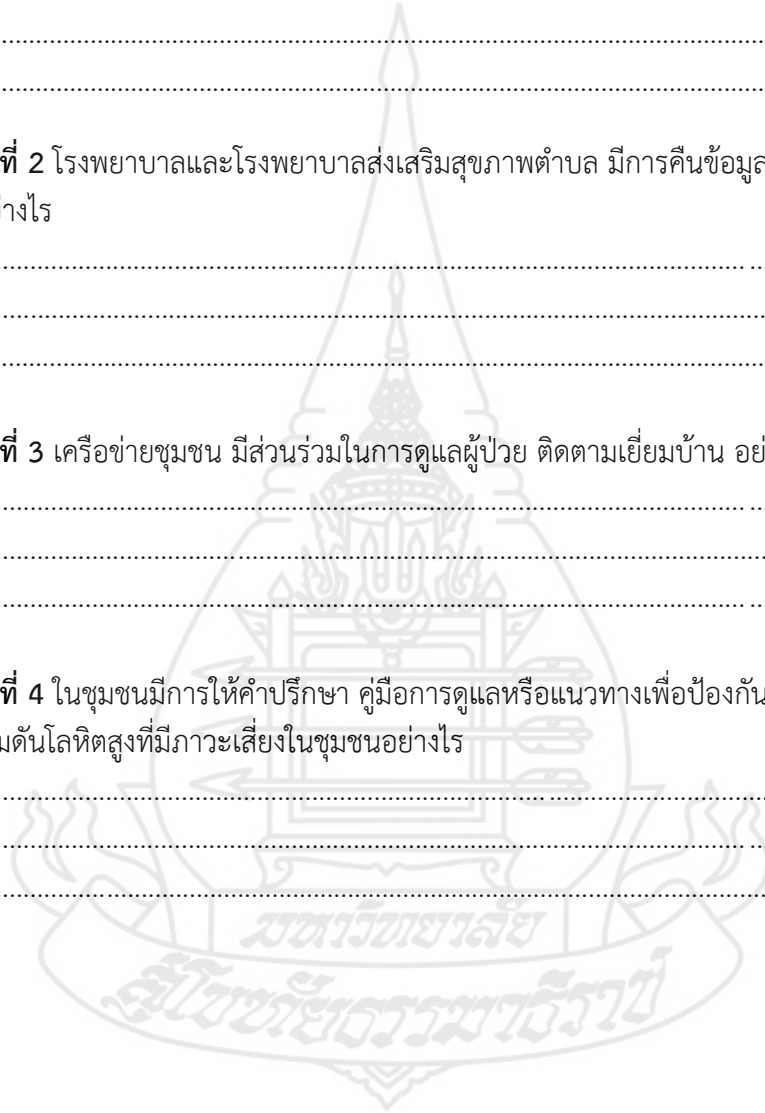 ที่ 2 โรงพยาบาลและโรงพยาบาลส่งเสริมสุขภาพตำบล มีการคืนข้อมูล
ที่ 3 เครือข่ายชุมชน มีส่วนร่วมในการดูแลผู้ป่วย ติดตามเยี่ยมบ้าน
ที่ 4 ในชุมชนมีการให้คำปรึกษา คู่มือการดูแลหรือแนวทางเพื่อป้องกัน
มดันโลหิตสูงที่มีภาวะเสี่ยงในชุมชนอย่างไร
มหาวิทยาลัย
สุโขทัยธรรมาธิราช